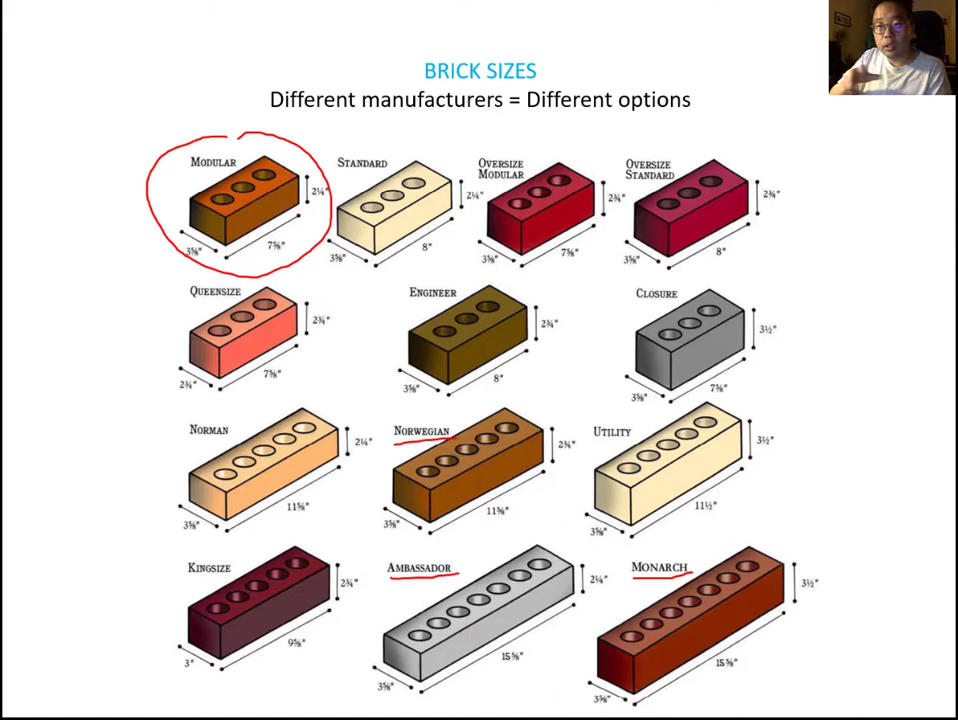 BRICK SIZES
Different manufacturers = Different options
MODULAR
2¼"
3⅝"
7⅝"
STANDARD
2¼"
3⅝"
8"
OVERSIZE
MODULAR
2¾"
3⅝"
7⅝"
OVERSIZE
STANDARD
2¾"
3⅝"
8"
QUEENSIZE
2¾"
2¾"
7⅝"
ENGINEER
2¾"
3⅝"
8"
CLOSURE
3½"
3⅝"
7⅝"
NORMAN
2¼"
3⅝"
11⅝"
NORWEGIAN
2¾"
3⅝"
11⅝"
UTILITY
3½"
3⅝"
11½"
KINGSIZE
2¾"
3"
9⅝"
AMBASSADOR
2¼"
3⅝"
15⅝"
MONARCH
3½"
3⅝"
15⅝"